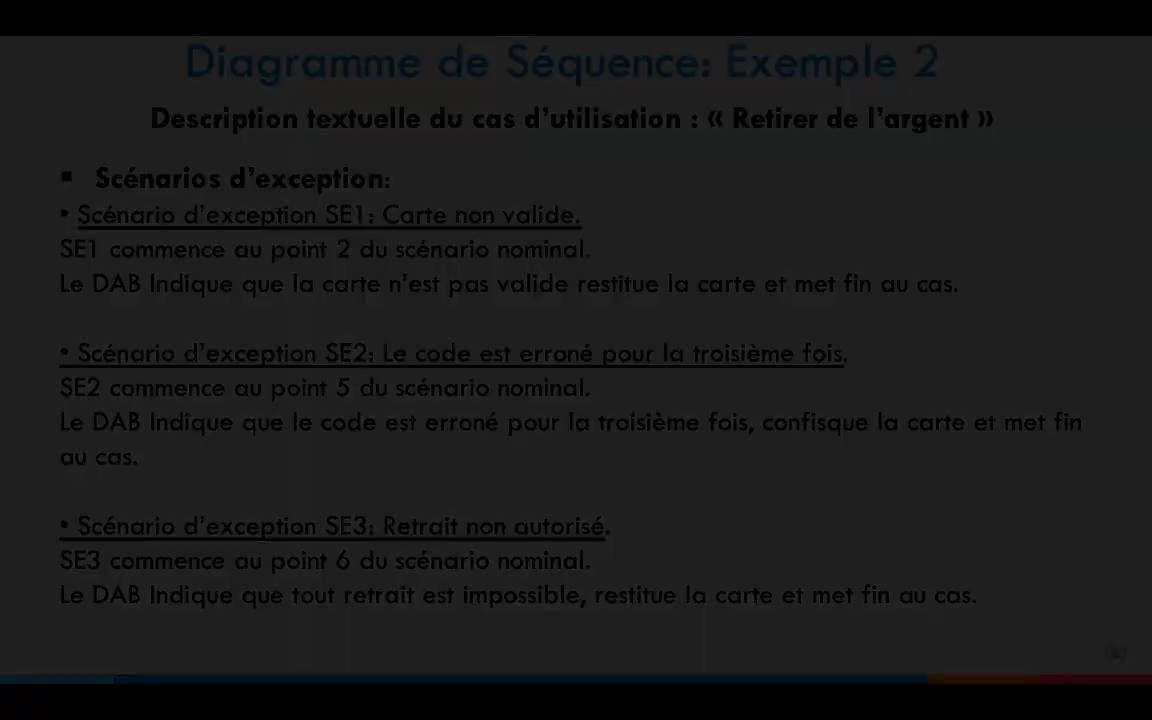 Diagramme de Séquence: Exemple 2
Description textuelle du cas d’utilisation : « Retirer de l’argent »
▪ Scénarios d’exception:
• Scénario d’exception SE1: Carte non valide.
SE1 commence au point 2 du scénario nominal.
Le DAB Indique que la carte n’est pas valide restitue la carte et met fin au cas.
• Scénario d’exception SE2: Le code est erroné pour la troisième fois.
SE2 commence au point 5 du scénario nominal.
Le DAB Indique que le code est erroné pour la troisième fois, confisque la carte et met fin
au cas.
• Scénario d’exception SE3: Retrait non autorisé.
SE3 commence au point 6 du scénario nominal.
Le DAB Indique que tout retrait est impossible, restitue la carte et met fin au cas.